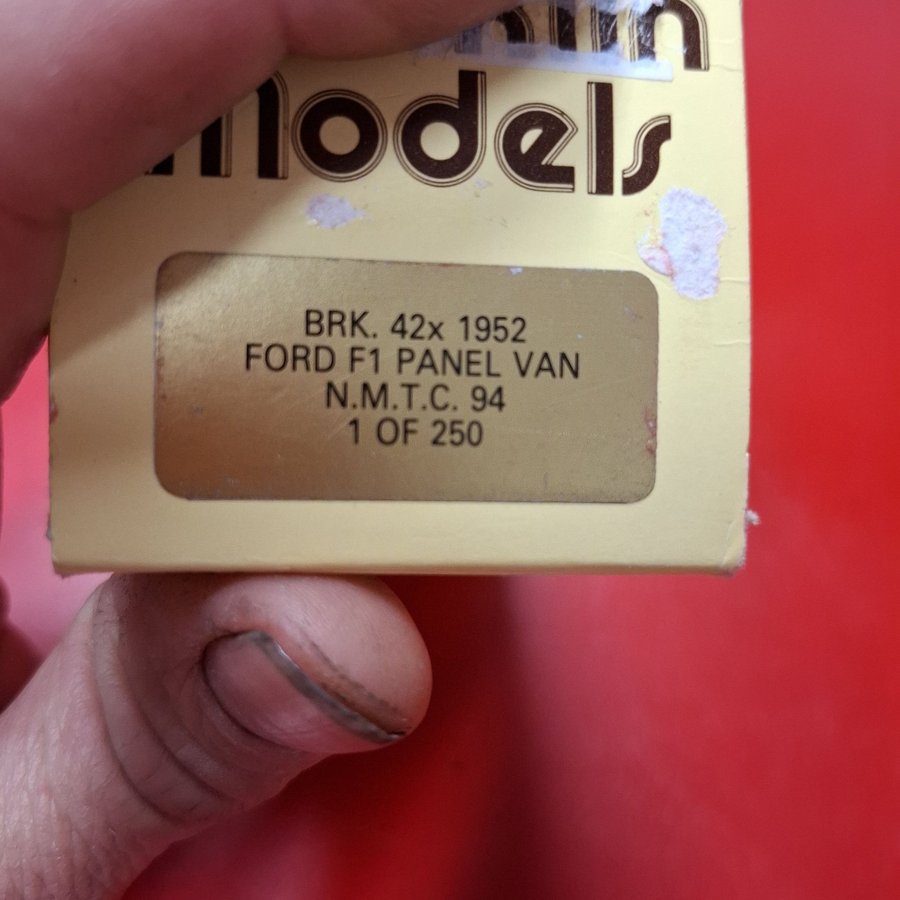 Models
BRK. 42x 1952
FORD F1 PANEL VAN
N.M.T.C. 94
1 OF 250